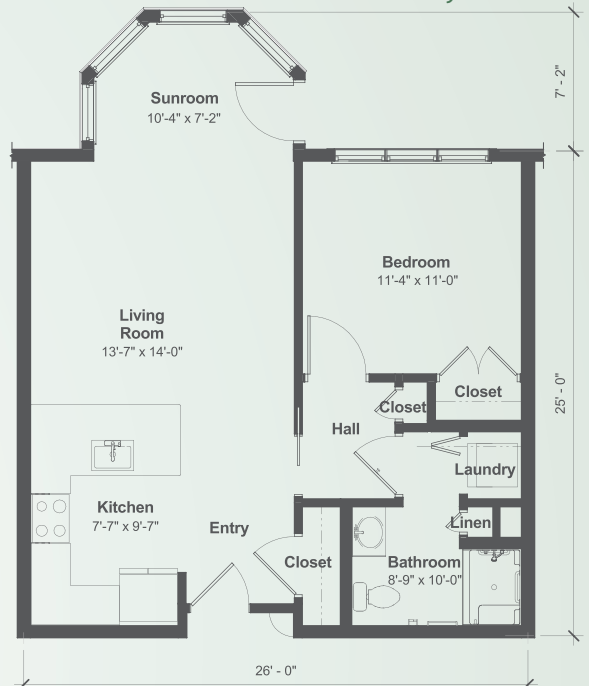 7' - 2"
Sunroom
10'-4" x 7'-2"
Bedroom
11'-4" x 11'-0"
Living
Room
13'-7" x 14'-0"
25' - 0"
Closet
Closet
Hall
Laundry
Kitchen
7'-7" x 9'-7"
Entry
Linen
Closet
Bathroom
8'-9" x 10'-0"
26' - 0"